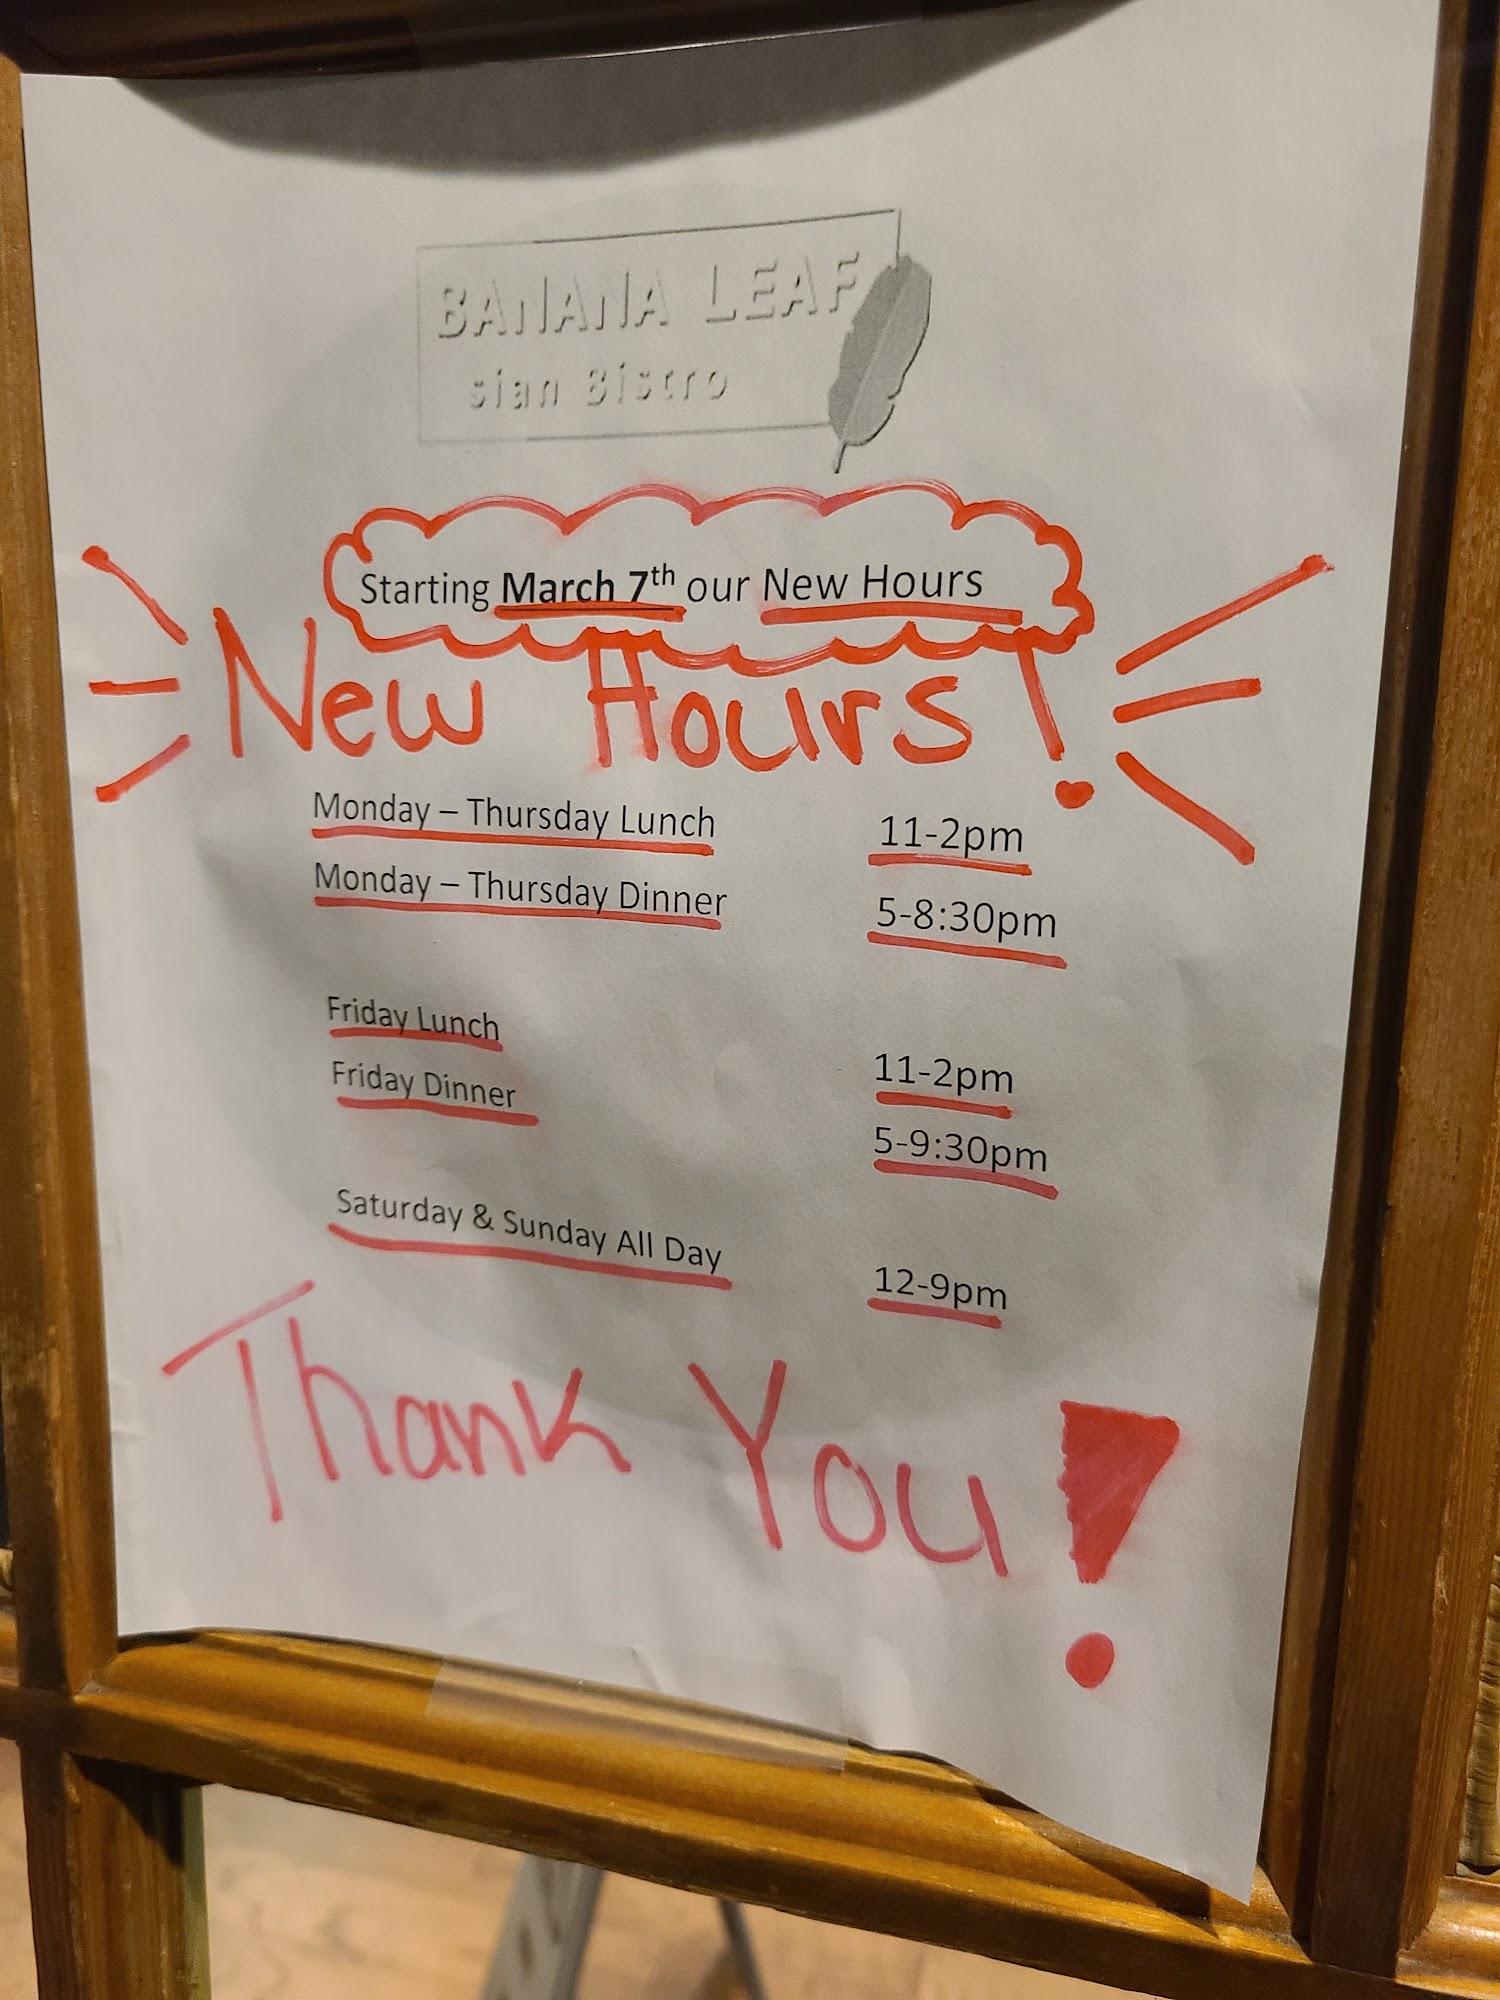 BANANA LEAF
sian Bistro
Starting March 7th our New Hours
New Hours!
Monday – Thursday Lunch 11-2pm
Monday – Thursday Dinner 5-8:30pm
Friday Lunch 11-2pm
Friday Dinner 5-9:30pm
Saturday & Sunday All Day 12-9pm
Thank You!